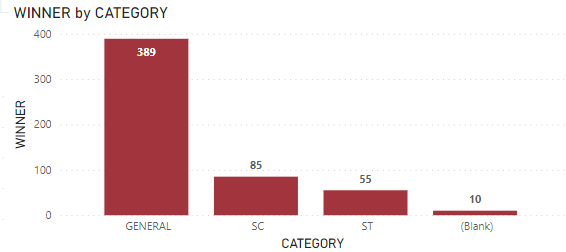 WINNER by CATEGORY
400
300
200
100
0
WINNER
389
85
55
10
GENERAL SC ST (Blank)
CATEGORY